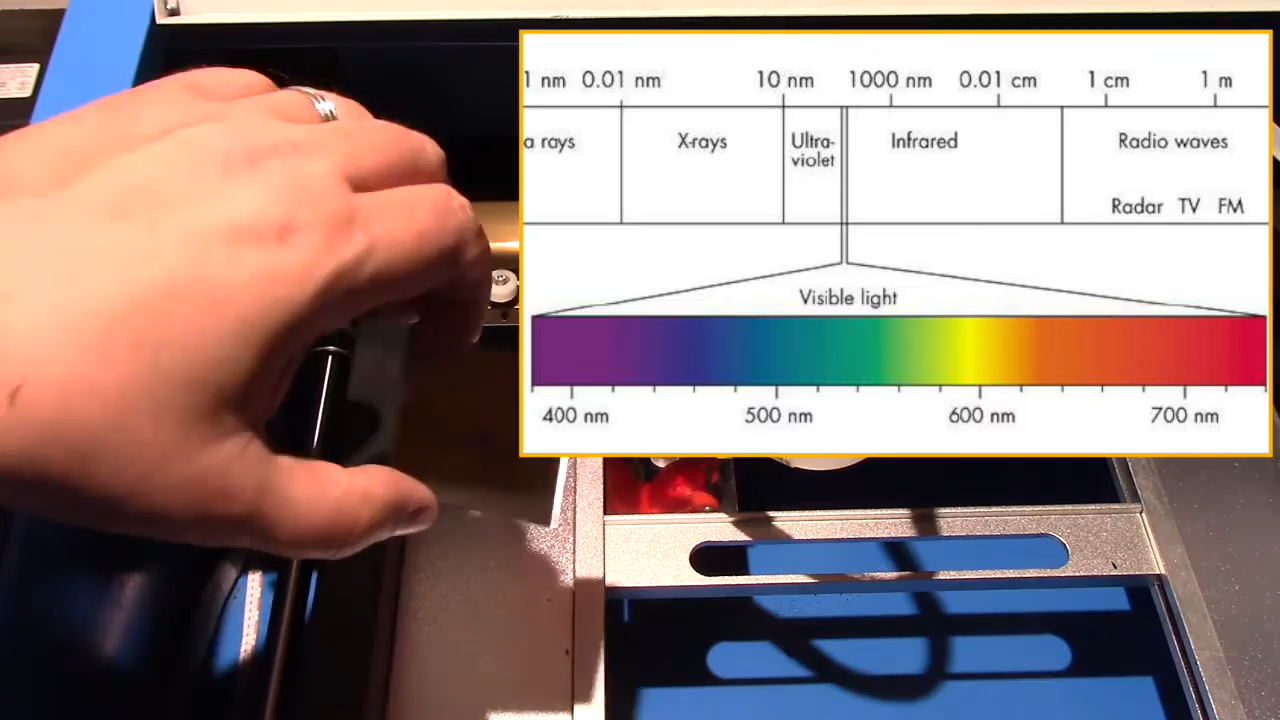 1 nm 0.01 nm 10 nm 1000 nm 0.01 cm 1 cm 1 m
a rays X-rays Ultra-violet Infrared Radio waves
Radar TV FM
Visible light
400 nm 500 nm 600 nm 700 nm